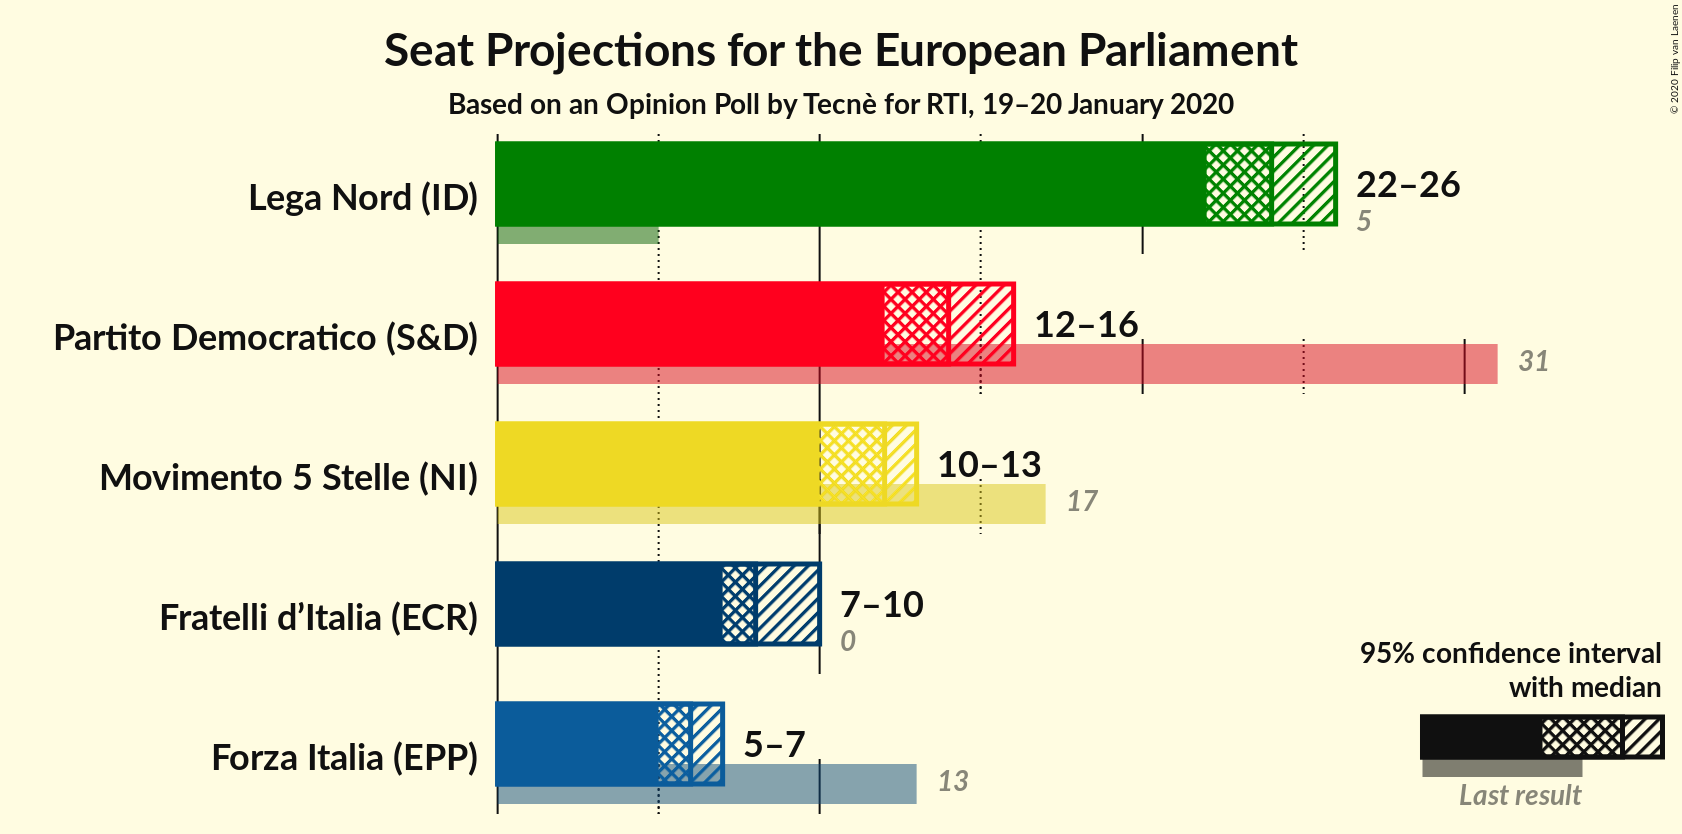 Seat Projections for the European Parliament
Based on an Opinion Poll by Tecnè for RTI, 19–20 January 2020
© 2020 Filip van Laenen
Lega Nord (ID)
22–26
5
Partito Democratico (S&D)
12–16
31
Movimento 5 Stelle (NI)
10–13
17
Fratelli d’Italia (ECR)
7–10
0
Forza Italia (EPP)
5–7
13
95% confidence interval
with median
Last result